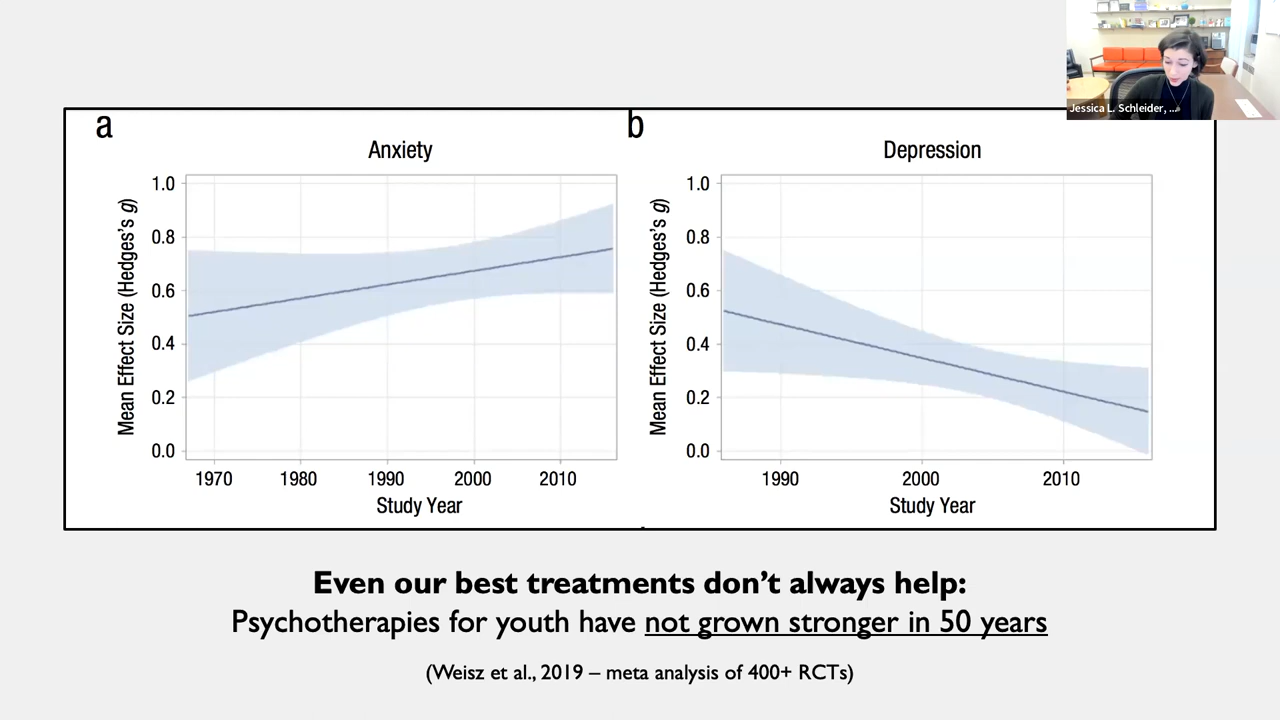 Jessica L. Schleider, ...
a
b
Anxiety
Depression
Mean Effect Size (Hedges's g)
1.0
0.8
0.6
0.4
0.2
0.0
1970 1980 1990 2000 2010
Study Year
Mean Effect Size (Hedges's g)
1.0
0.8
0.6
0.4
0.2
0.0
1990 2000 2010
Study Year
Even our best treatments don't always help:
Psychotherapies for youth have not grown stronger in 50 years
(Weisz et al., 2019 – meta analysis of 400+ RCTs)